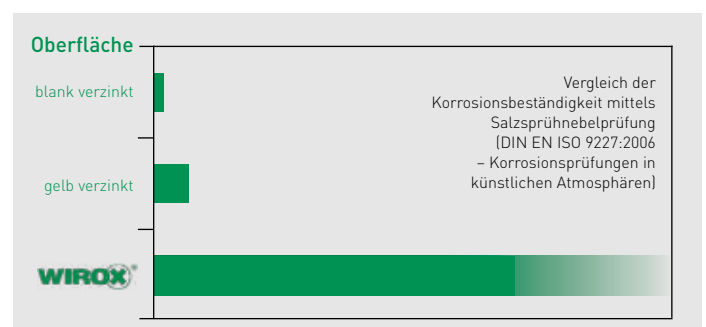 Oberfläche
blank verzinkt
gelb verzinkt
WIROX®
Vergleich der
Korrosionsbeständigkeit mittels
Salzsprühnebelprüfung
(DIN EN ISO 9227:2006
– Korrosionsprüfungen in
künstlichen Atmosphären)